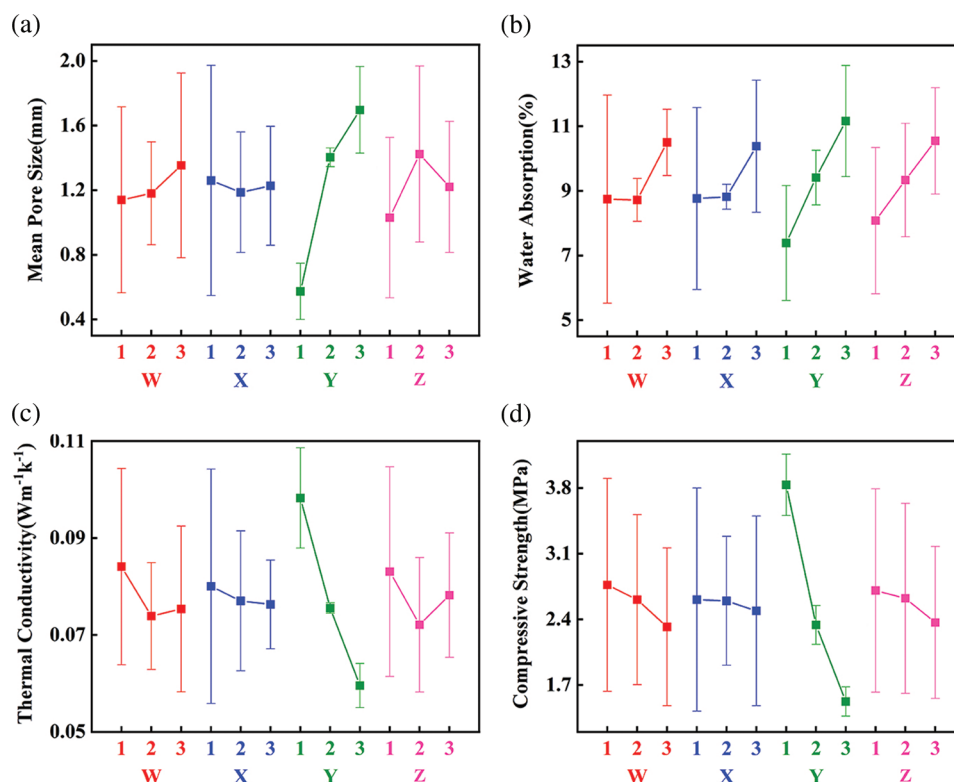 (a)
2.0
1.6
1.2
0.8
0.4
Mean Pore Size(mm)
1 2 3 1 2 3 1 2 3 1 2 3
W X Y Z
(b)
13
11
9
7
5
Water Absorption(%)
1 2 3 1 2 3 1 2 3 1 2 3
W X Y Z
(c)
0.11
0.09
0.07
0.05
Thermal Conductivity(Wm⁻¹k⁻¹)
1 2 3 1 2 3 1 2 3 1 2 3
W X Y Z
(d)
3.8
3.1
2.4
1.7
Compressive Strength(MPa)
1 2 3 1 2 3 1 2 3 1 2 3
W X Y Z